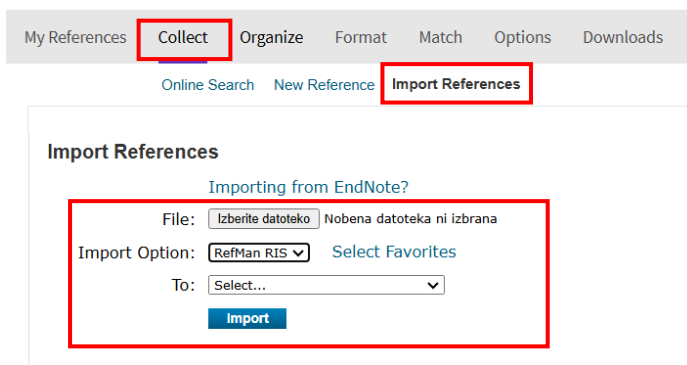 My References Collect Organize Format Match Options Downloads
Online Search New Reference Import References
Import References
Importing from EndNote?
File: Izberite datoteko Nobena datoteka ni izbrana
Import Option: RefMan RIS Select Favorites
To: Select...
Import